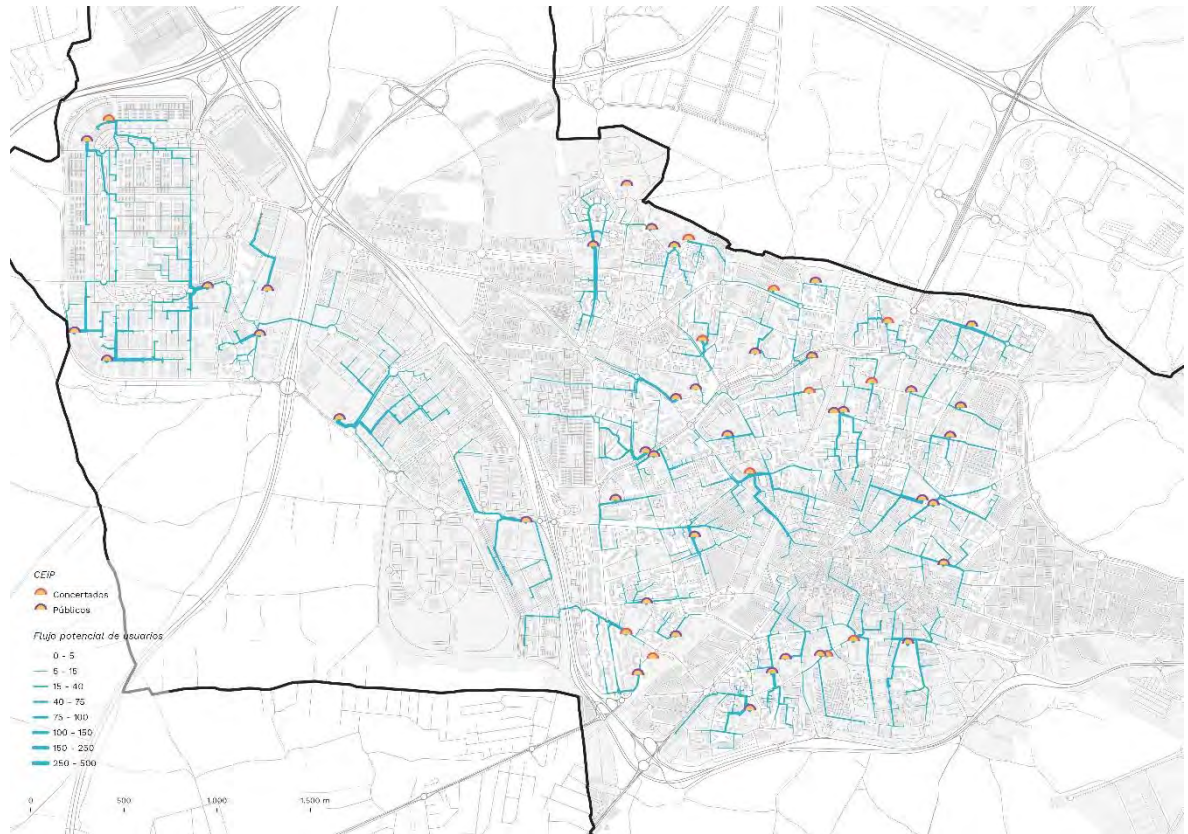 CEIP
Concertados
Públicos
Flujo potencial de usuarios
0 - 5
5 - 15
15 - 40
40 - 75
75 - 100
100 - 150
150 - 250
250 - 500
0 500 1.000 1.500 m